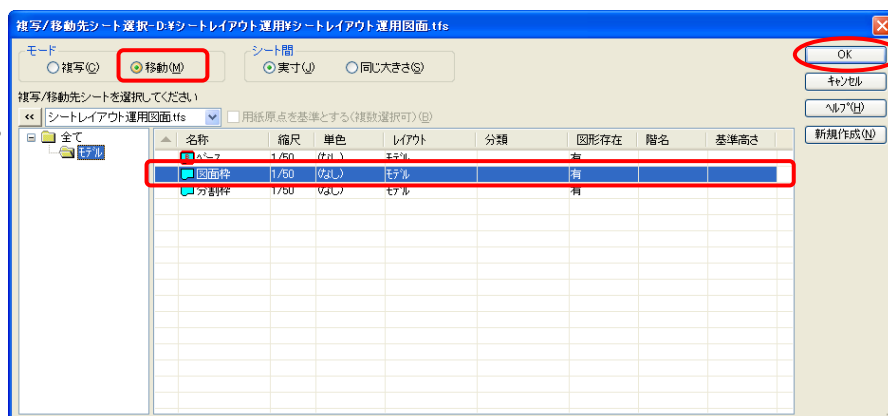 複写/移動先シート選択-D:¥シートレイアウト運用¥シートレイアウト運用図面.tfs
モード
複写(C) 移動(M)
シート間
実寸(J) 同じ大きさ(S)
OK
キャンセル
ヘルプ(H)
新規作成(N)
複写/移動先シートを選択してください
<< シートレイアウト運用図面.tfs 用紙原点を基準とする(複数選択可)(B)
全て
モデル
名称 縮尺 単色 レイアウト 分類 図形存在 階名 基準高さ
ベース 1/50 (なし) モデル 有
図面枠 1/50 (なし) モデル 有
分割枠 1/50 (なし) モデル 有